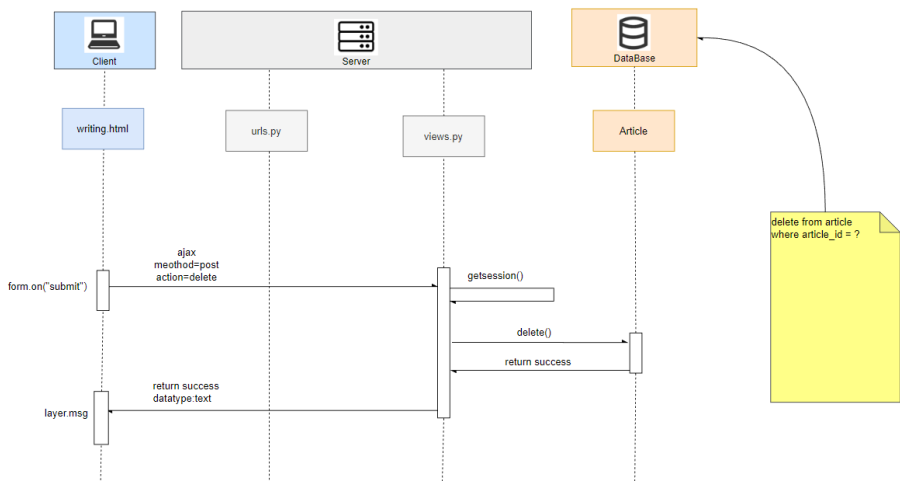 Client
Server
DataBase
writing.html
urls.py
views.py
Article
delete from article
where article_id = ?
ajax
meothod=post
action=delete
form.on("submit")
getsession()
delete()
return success
return success
datatype:text
layer.msg